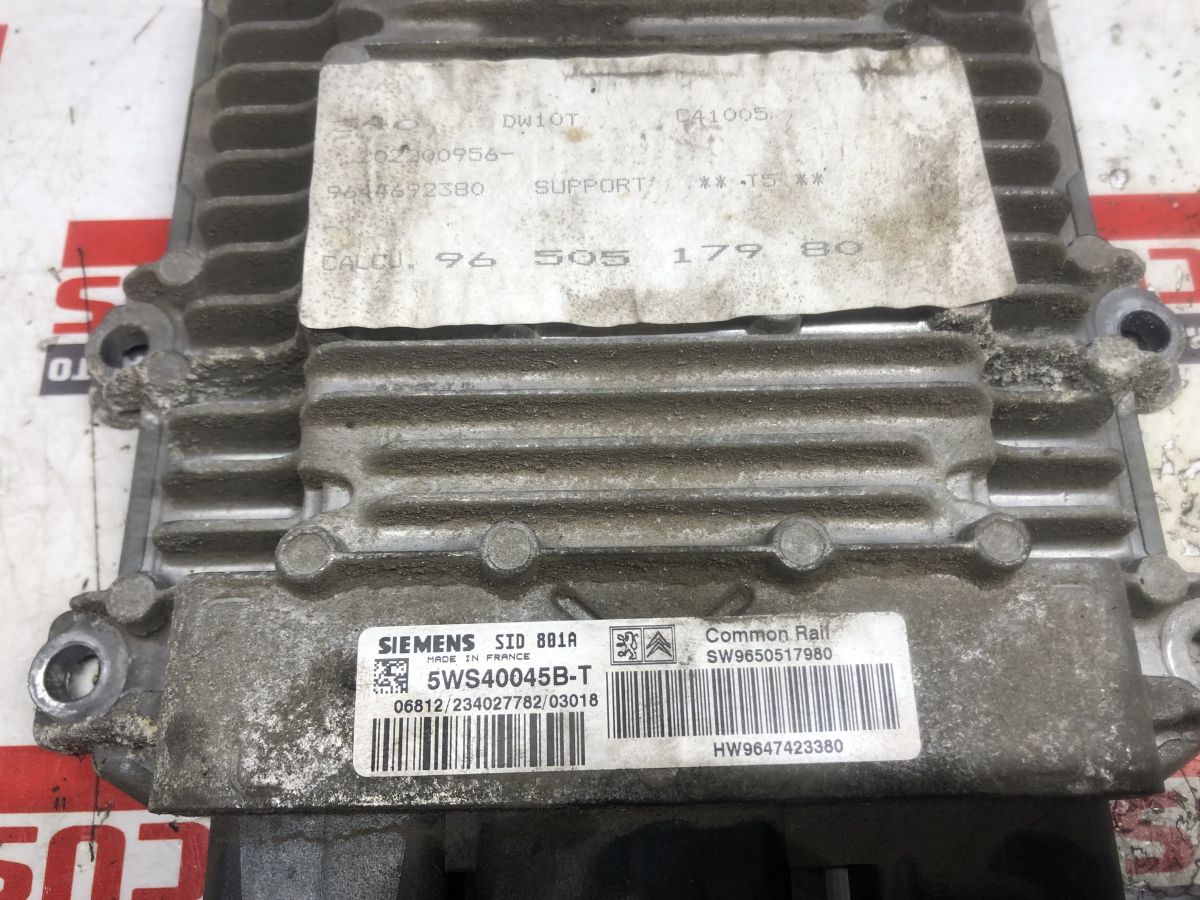 DW10T C41005
9644692380 SUPPORT ** T5 **
CALCU. 96 505 179 80
SIEMENS SID 801A
MADE IN FRANCE
5WS40045B-T
06812/234027782/03018
Common Rail
SW9650517980
HW9647423380